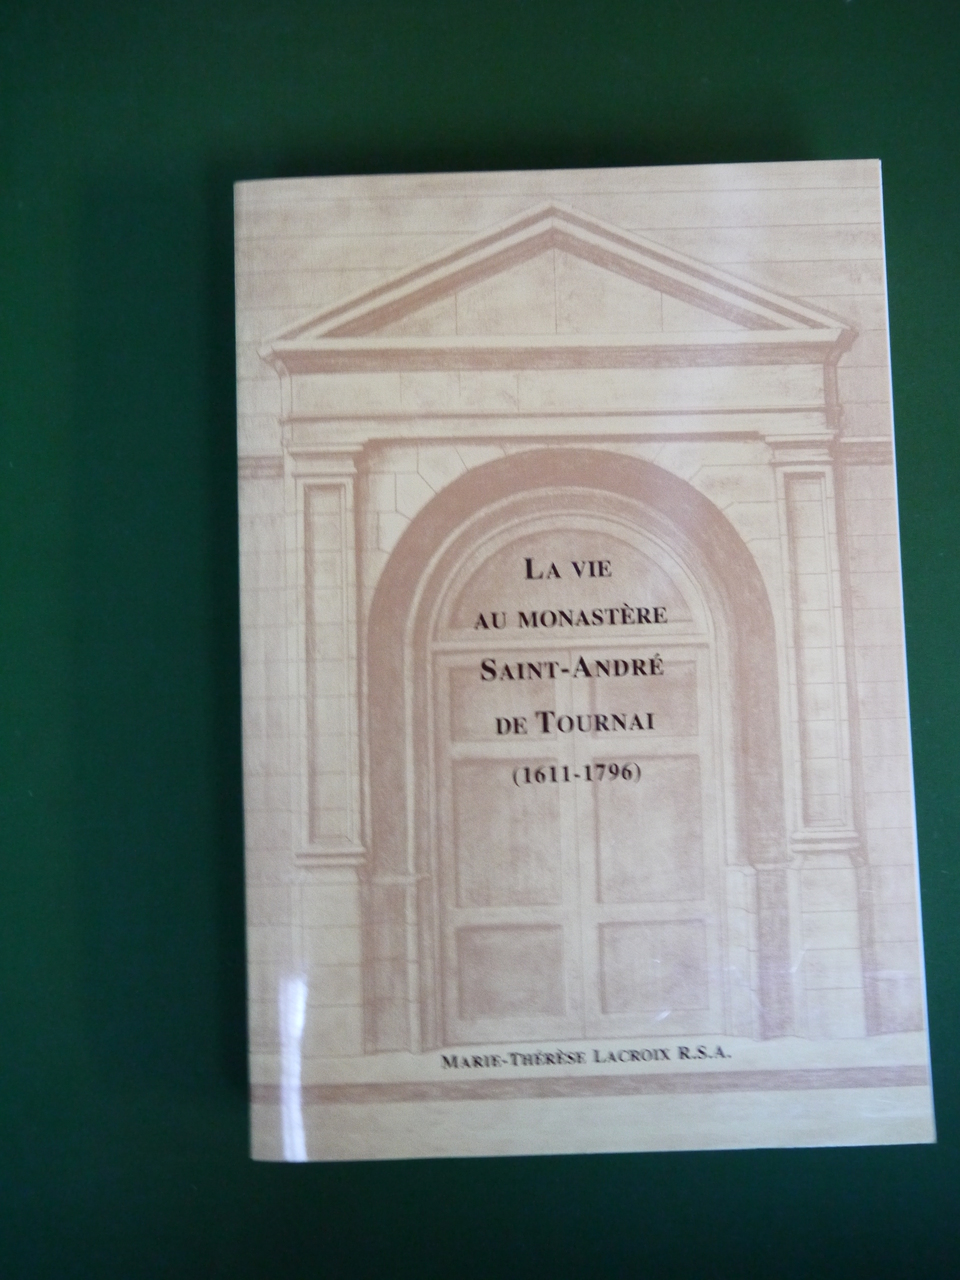 LA VIE
AU MONASTÈRE
SAINT-ANDRÉ
DE TOURNAI
(1611-1796)
MARIE-THÉRÈSE LACROIX R.S.A.